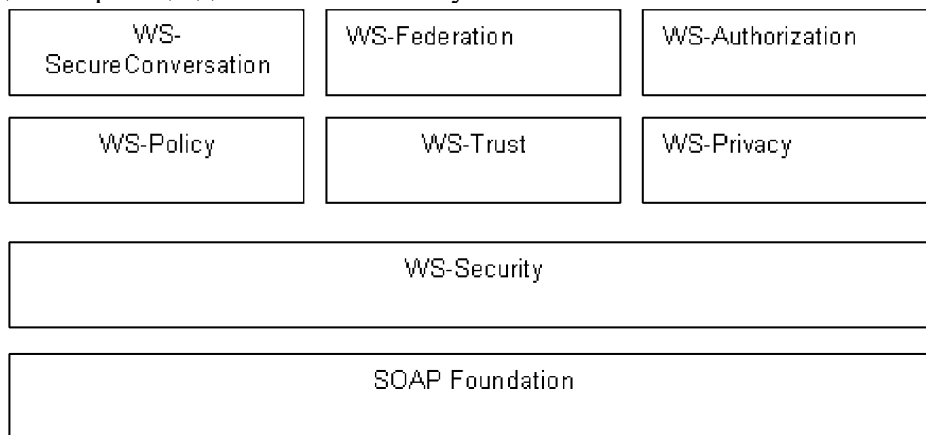 WS-
SecureConversation
WS-Federation
WS-Authorization
WS-Policy
WS-Trust
WS-Privacy
WS-Security
SOAP Foundation